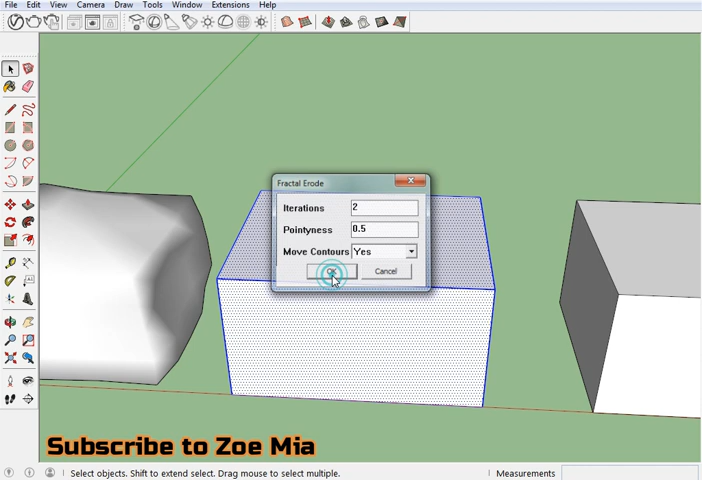 File Edit View Camera Draw Tools Window Extensions Help
Fractal Erode
Iterations 2
Pointyness 0.5
Move Contours Yes
OK Cancel
Subscribe to Zoe Mia
Select objects. Shift to extend select. Drag mouse to select multiple. Measurements